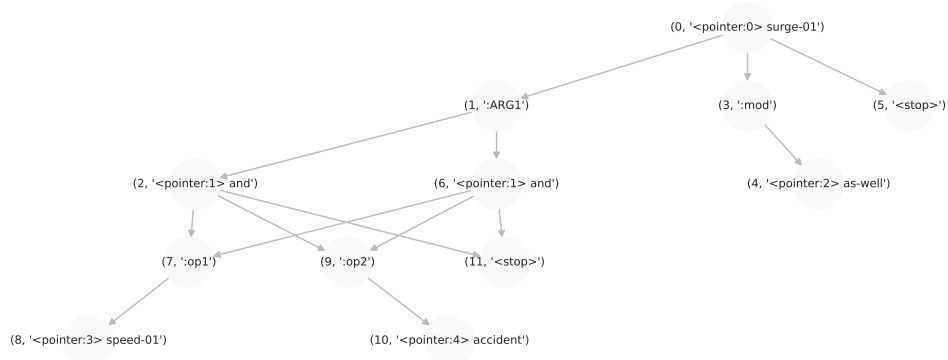 (0, '<pointer:0> surge-01')
(1, ':ARG1')
(3, ':mod')
(5, '<stop>')
(2, '<pointer:1> and')
(6, '<pointer:1> and')
(4, '<pointer:2> as-well')
(7, ':op1')
(9, ':op2')
(11, '<stop>')
(8, '<pointer:3> speed-01')
(10, '<pointer:4> accident')